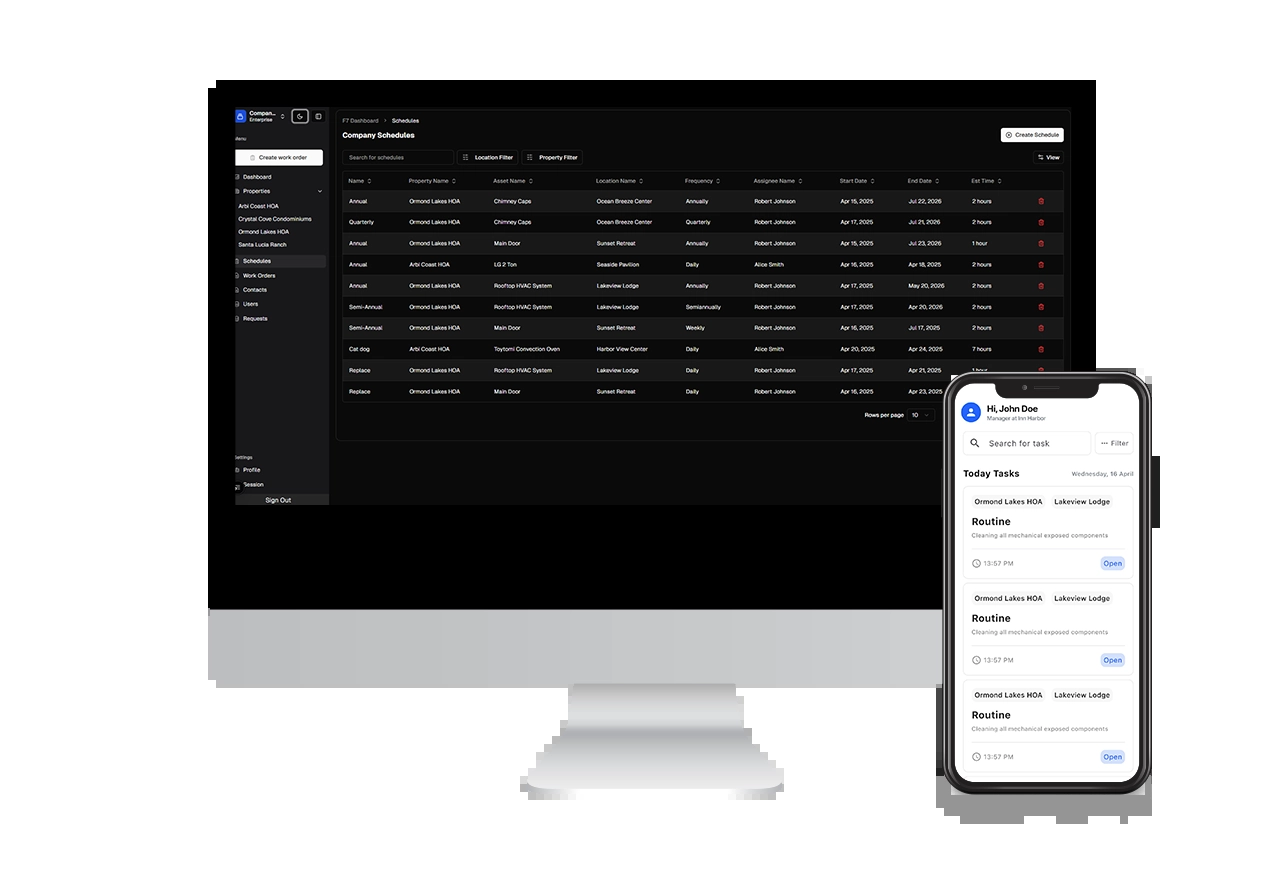 Compan...
Enterprise
Menu
Create work order
Dashboard
Properties
Arbi Coast HOA
Crystal Cove Condominiums
Ormond Lakes HOA
Santa Lucia Ranch
Schedules
Work Orders
Contacts
Users
Requests
Settings
Profile
Session
Sign Out
F7 Dashboard > Schedules
Company Schedules
Create Schedule
Search for schedules Location Filter Property Filter View
Name Property Name Asset Name Location Name Frequency Assignee Name Start Date End Date Est Time
Annual Ormond Lakes HOA Chimney Caps Ocean Breeze Center Annually Robert Johnson Apr 15, 2025 Jul 22, 2026 2 hours
Quarterly Ormond Lakes HOA Chimney Caps Ocean Breeze Center Quarterly Robert Johnson Apr 17, 2025 Jul 21, 2026 2 hours
Annual Ormond Lakes HOA Main Door Sunset Retreat Annually Robert Johnson Apr 15, 2025 Jul 23, 2026 1 hour
Annual Arbi Coast HOA LG 2 Ton Seaside Pavilion Daily Alice Smith Apr 16, 2025 Apr 18, 2025 2 hours
Annual Ormond Lakes HOA Rooftop HVAC System Lakeview Lodge Annually Robert Johnson Apr 17, 2025 May 20, 2026 2 hours
Semi-Annual Ormond Lakes HOA Rooftop HVAC System Lakeview Lodge Semiannually Robert Johnson Apr 17, 2025 Apr 20, 2026 2 hours
Semi-Annual Ormond Lakes HOA Main Door Sunset Retreat Weekly Robert Johnson Apr 16, 2025 Jul 17, 2025 2 hours
Cat dog Arbi Coast HOA Toytomi Convection Oven Harbor View Center Daily Alice Smith Apr 20, 2025 Apr 24, 2025 7 hours
Replace Ormond Lakes HOA Rooftop HVAC System Lakeview Lodge Daily Robert Johnson Apr 17, 2025 Apr 21, 2025 1 hour
Replace Ormond Lakes HOA Main Door Sunset Retreat Daily Robert Johnson Apr 16, 2025 Apr 23, 2025
Rows per page 10
Hi, John Doe
Manager at Inn Harbor
Search for task Filter
Today Tasks Wednesday, 16 April
Ormond Lakes HOA Lakeview Lodge
Routine
Cleaning all mechanical exposed components
13:57 PM Open
Ormond Lakes HOA Lakeview Lodge
Routine
Cleaning all mechanical exposed components
13:57 PM Open
Ormond Lakes HOA Lakeview Lodge
Routine
Cleaning all mechanical exposed components
13:57 PM Open